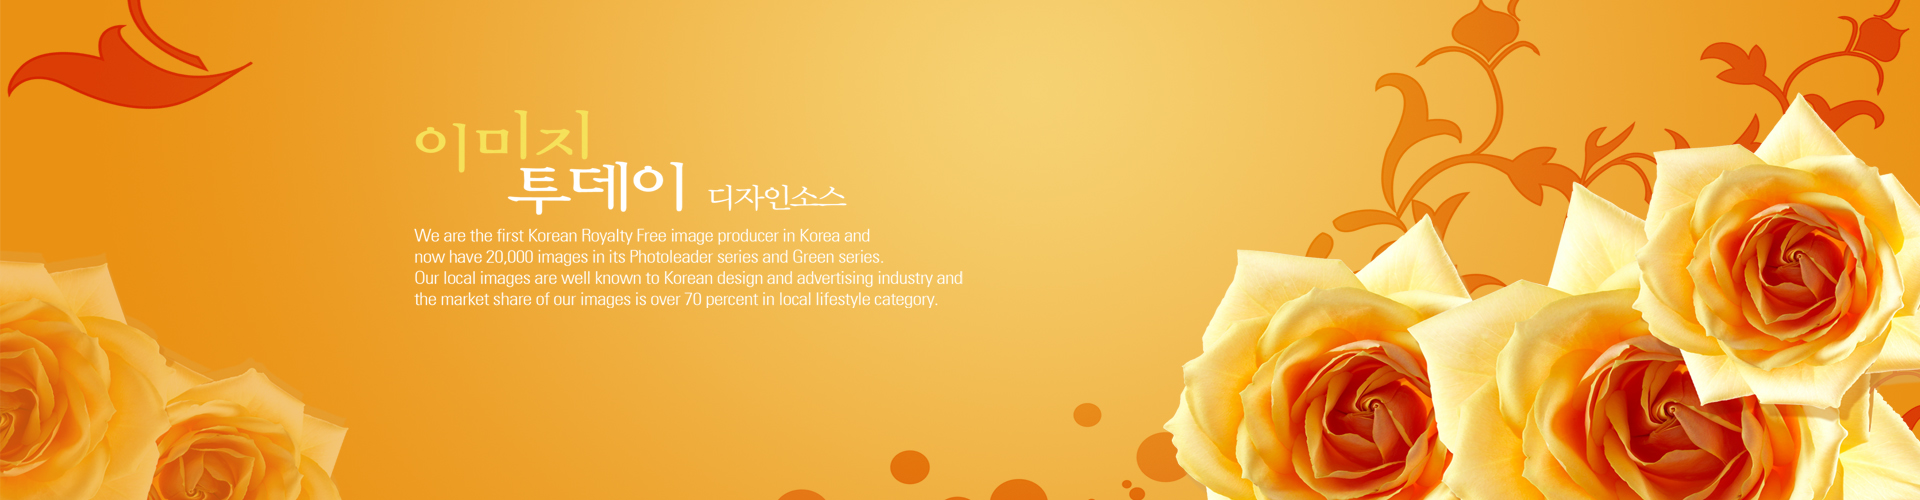 이미지
투데이 디자인소스
We are the first Korean Royalty Free image producer in Korea and
now have 20,000 images in its Photoleader series and Green series.
Our local images are well known to Korean design and advertising industry and
the market share of our images is over 70 percent in local lifestyle category.